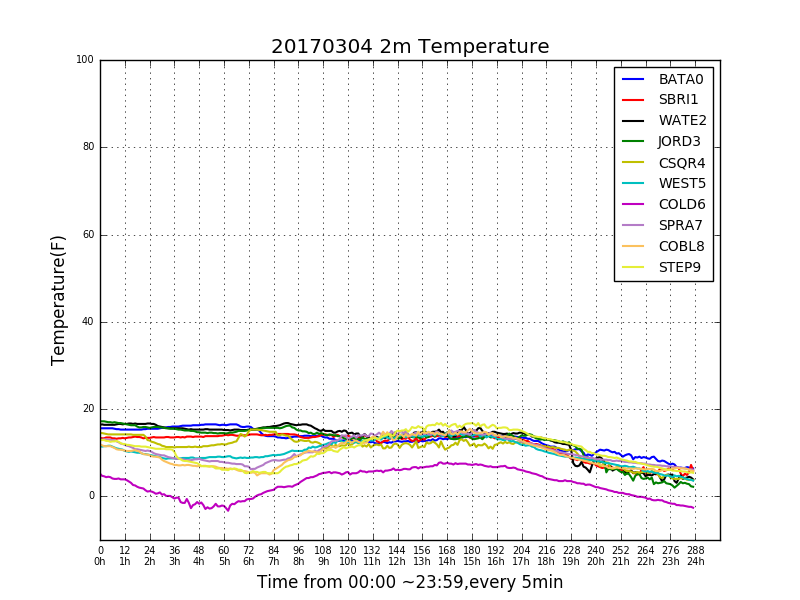 20170304 2m Temperature
100
80
60
40
20
0
Temperature(F)
BATA0
SBRI1
WATE2
JORD3
CSQR4
WEST5
COLD6
SPRA7
COBL8
STEP9
0 12 24 36 48 60 72 84 96 108 120 132 144 156 168 180 192 204 216 228 240 252 264 276 288
0h 1h 2h 3h 4h 5h 6h 7h 8h 9h 10h 11h 12h 13h 14h 15h 16h 17h 18h 19h 20h 21h 22h 23h 24h
Time from 00:00 ~23:59,every 5min